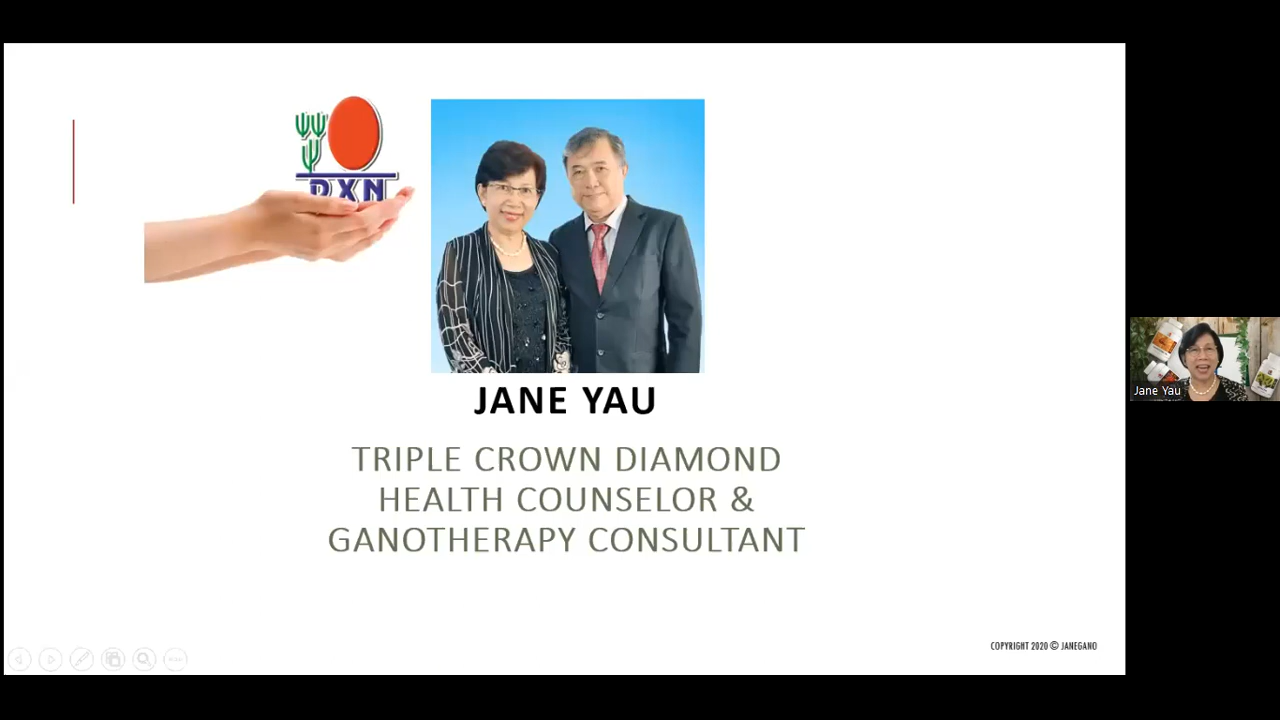 DXN
JANE YAU
TRIPLE CROWN DIAMOND
HEALTH COUNSELOR &
GANOTHERAPY CONSULTANT
Jane Yau
COPYRIGHT 2020 © JANEGANO